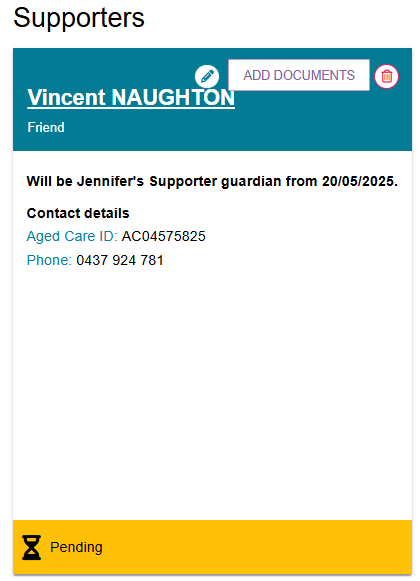 Supporters
ADD DOCUMENTS
Vincent NAUGHTON
Friend
Will be Jennifer's Supporter guardian from 20/05/2025.
Contact details
Aged Care ID: AC04575825
Phone: 0437 924 781
Pending